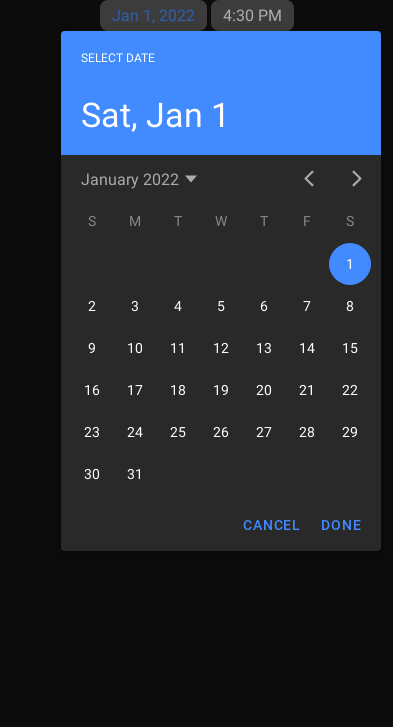 Jan 1, 2022 4:30 PM
SELECT DATE
Sat, Jan 1
January 2022
S M T W T F S
1
2 3 4 5 6 7 8
9 10 11 12 13 14 15
16 17 18 19 20 21 22
23 24 25 26 27 28 29
30 31
CANCEL DONE